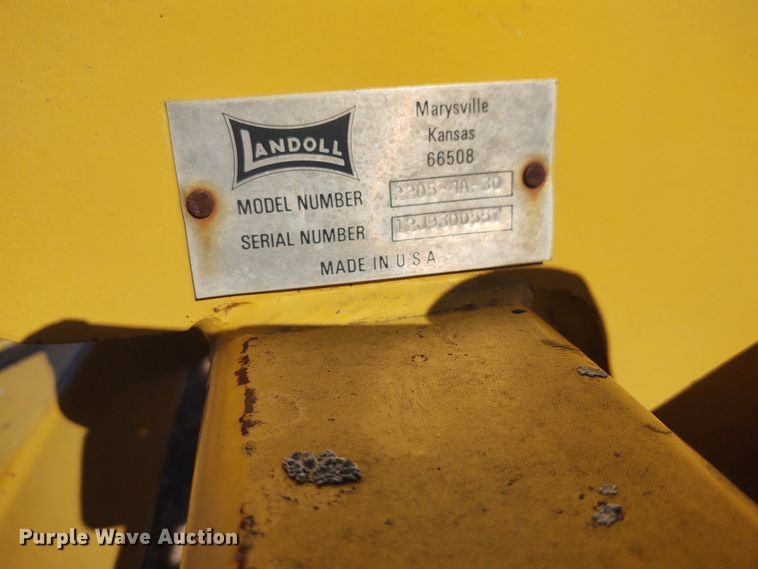 LANDOLL
Marysville
Kansas
66508
MODEL NUMBER
SERIAL NUMBER
MADE IN U S A
Purple Wave Auction